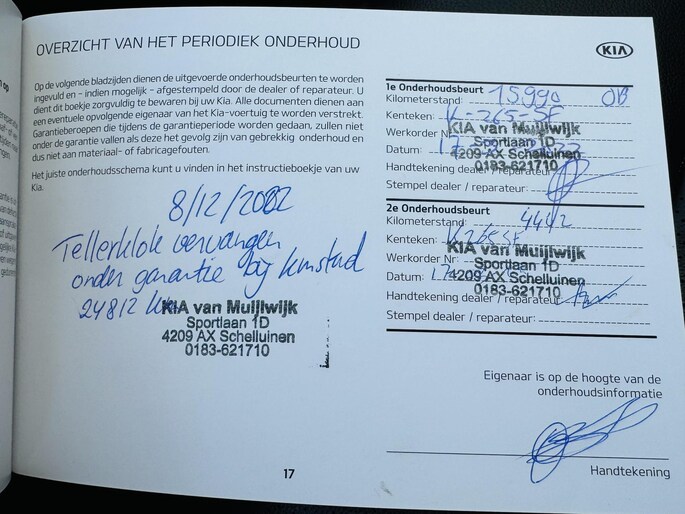 OVERZICHT VAN HET PERIODIEK ONDERHOUD
KIA
Op de volgende bladzijden dienen de uitgevoerde onderhoudsbeurten te worden
ingevuld en – indien mogelijk – afgestempeld door de dealer of reparateur. U
dient dit boekje zorgvuldig te bewaren bij uw Kia. Alle documenten dienen aan
een eventuele opvolgende eigenaar van het Kia-voertuig te worden verstrekt.
Garantieberoepen die tijdens de garantieperiode worden gedaan, zullen niet
onder de garantie vallen als deze het gevolg zijn van gebrekkig onderhoud en
dus niet aan materiaal- of fabricagefouten.
Het juiste onderhoudsschema kunt u vinden in het instructieboekje van uw
Kia.
8/12/2022
Tellerklok vervangen
onder garantie bij kmstad
24812 km
KIA van Muijlwijk
Sportlaan 1D
4209 AX Schelluinen
0183-621710
1e Onderhoudsbeurt
Kilometerstand: 15990 OB
Kenteken: K-265-SF
KIA van Muijlwijk
Werkorder Nr: Sportlaan 1D
Datum: 4209 AX Schelluinen
0183-621710
Handtekening dealer / reparateur:
Stempel dealer / reparateur:
2e Onderhoudsbeurt
Kilometerstand:
Kenteken: K265SF
KIA van Muijlwijk
Werkorder Nr: Sportlaan 1D
Datum: 4209 AX Schelluinen
0183-621710
Handtekening dealer / reparateur:
Stempel dealer / reparateur:
Eigenaar is op de hoogte van de
onderhoudsinformatie
Handtekening
17